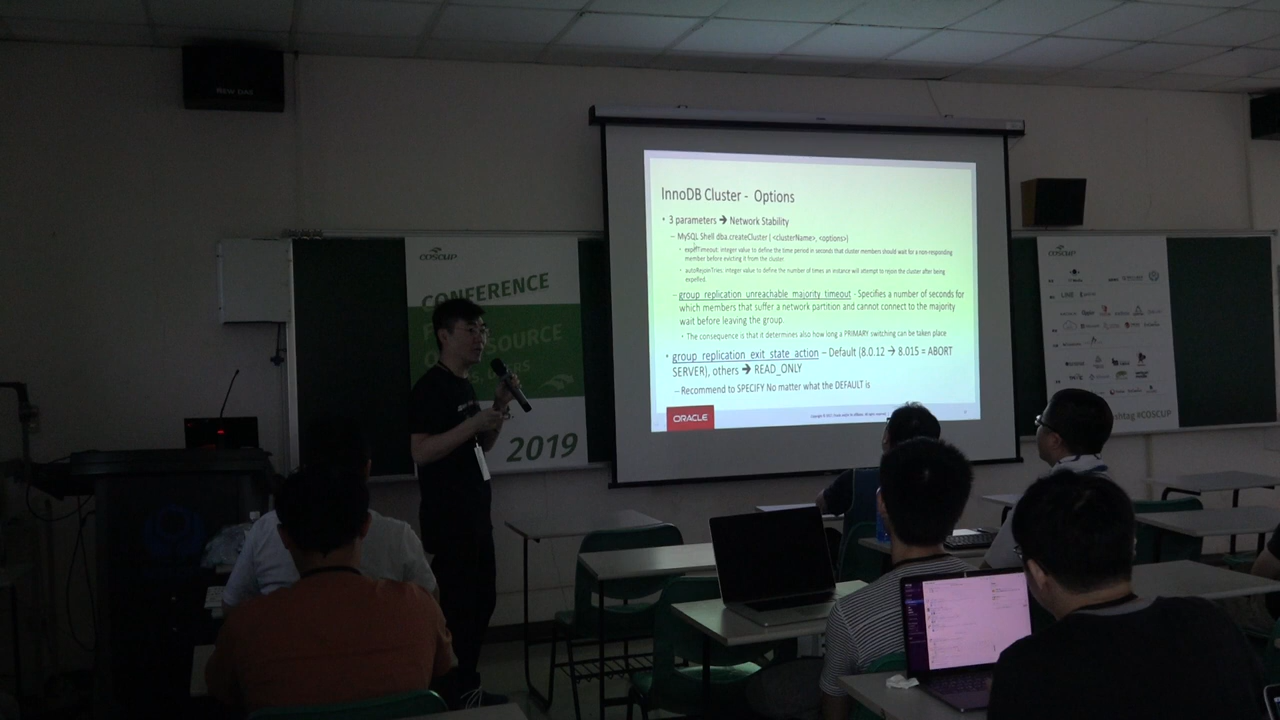 NEW DAS
InnoDB Cluster - Options
• 3 parameters ➔ Network Stability
– MySQL Shell dba.createCluster ( <clusterName>, <options>)
• expelTimeout: integer value to define the time period in seconds that cluster members should wait for a non-responding
member before evicting it from the cluster
• autoRejoinTries: integer value to define the number of times an instance will attempt to rejoin the cluster after being
expelled.
– group_replication_unreachable_majority_timeout - Specifies a number of seconds for
which members that suffer a network partition and cannot connect to the majority
wait before leaving the group.
• The consequence is that it determines also how long a PRIMARY switching can be taken place
• group_replication_exit_state_action – Default (8.0.12 ➔ 8.015 = ABORT
SERVER), others ➔ READ_ONLY
– Recommend to SPECIFY No matter what the DEFAULT is
ORACLE
COSCUP
CONFERENCE
2019
COSCUP
LINE
#COSCUP